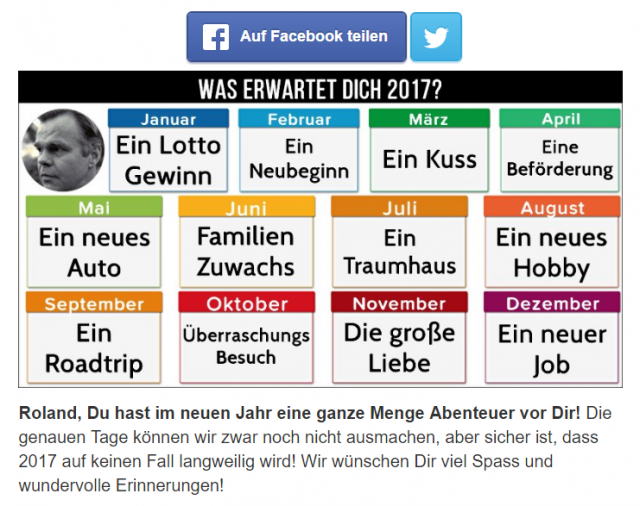 Auf Facebook teilen
WAS ERWARTET DICH 2017?
Januar
Ein Lotto
Gewinn
Februar
Ein
Neubeginn
März
Ein Kuss
April
Eine
Beförderung
Mai
Ein neues
Auto
Juni
Familien
Zuwachs
Juli
Ein
Traumhaus
August
Ein neues
Hobby
September
Ein
Roadtrip
Oktober
Überraschungs
Besuch
November
Die große
Liebe
Dezember
Ein neuer
Job
Roland, Du hast im neuen Jahr eine ganze Menge Abenteuer vor Dir! Die
genauen Tage können wir zwar noch nicht ausmachen, aber sicher ist, dass
2017 auf keinen Fall langweilig wird! Wir wünschen Dir viel Spass und
wundervolle Erinnerungen!